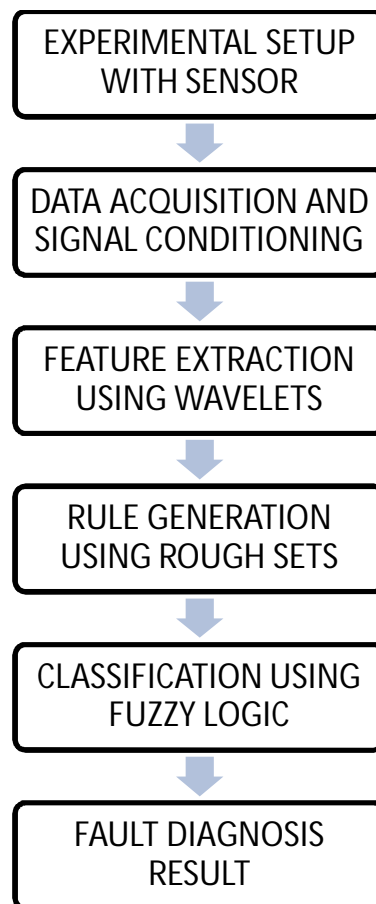 EXPERIMENTAL SETUP
WITH SENSOR
DATA ACQUISITION AND
SIGNAL CONDITIONING
FEATURE EXTRACTION
USING WAVELETS
RULE GENERATION
USING ROUGH SETS
CLASSIFICATION USING
FUZZY LOGIC
FAULT DIAGNOSIS
RESULT